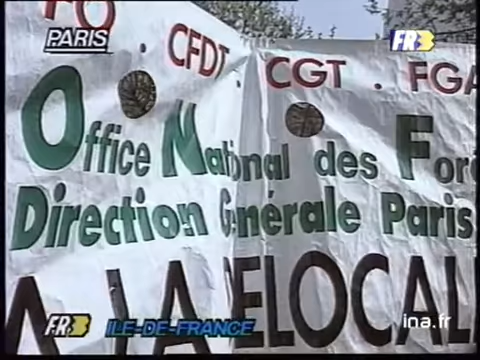 FO
PARIS
CFDT . CGT . FGA
FR3
Office National des Forê
Direction Générale Paris
A LA DELOCAL
FR3 ILE-DE-FRANCE
ina.fr